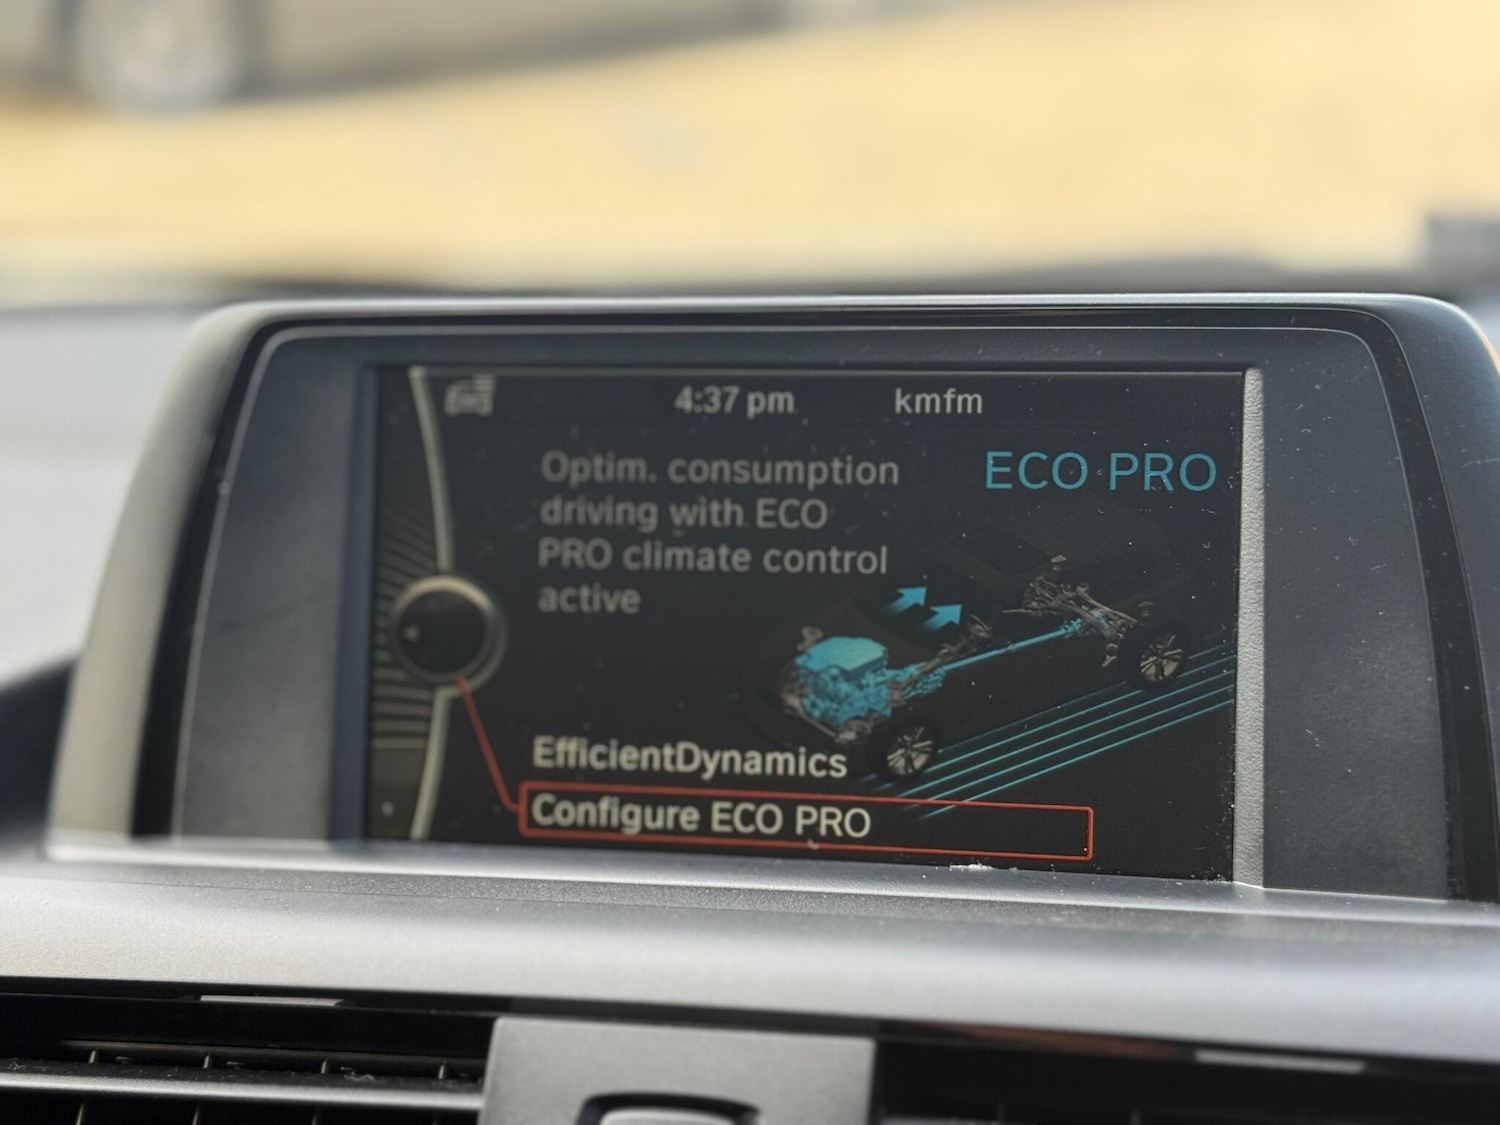 4:37 pm kmfm
ECO PRO
Optim. consumption
driving with ECO
PRO climate control
active
EfficientDynamics
Configure ECO PRO